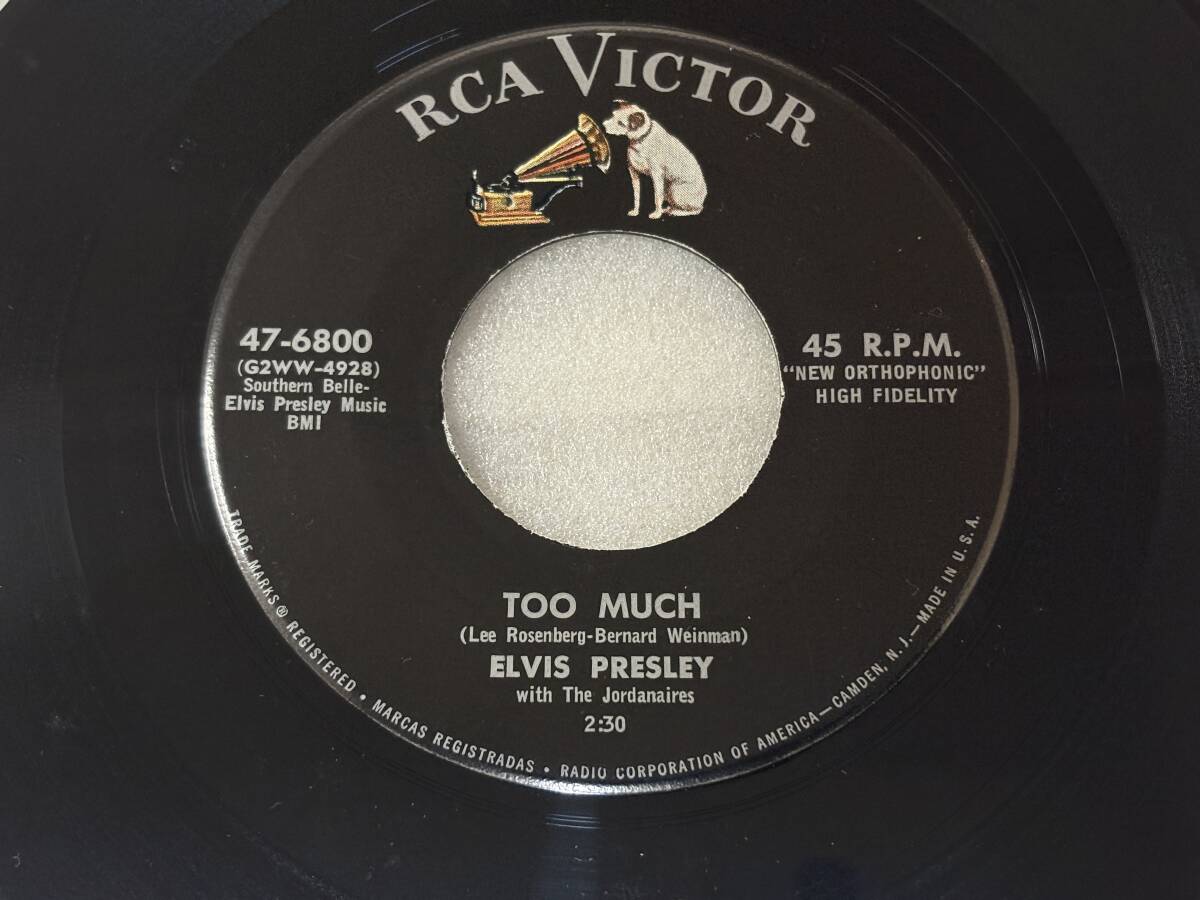 RCA VICTOR
47-6800
(G2WW-4928)
Southern Belle-
Elvis Presley Music
BMI
45 R.P.M.
"NEW ORTHOPHONIC"
HIGH FIDELITY
TOO MUCH
(Lee Rosenberg-Bernard Weinman)
ELVIS PRESLEY
with The Jordanaires
2:30
TRADE MARKS ® REGISTERED • MARCAS REGISTRADAS • RADIO CORPORATION OF AMERICA—CAMDEN, N. J.—MADE IN U. S. A.